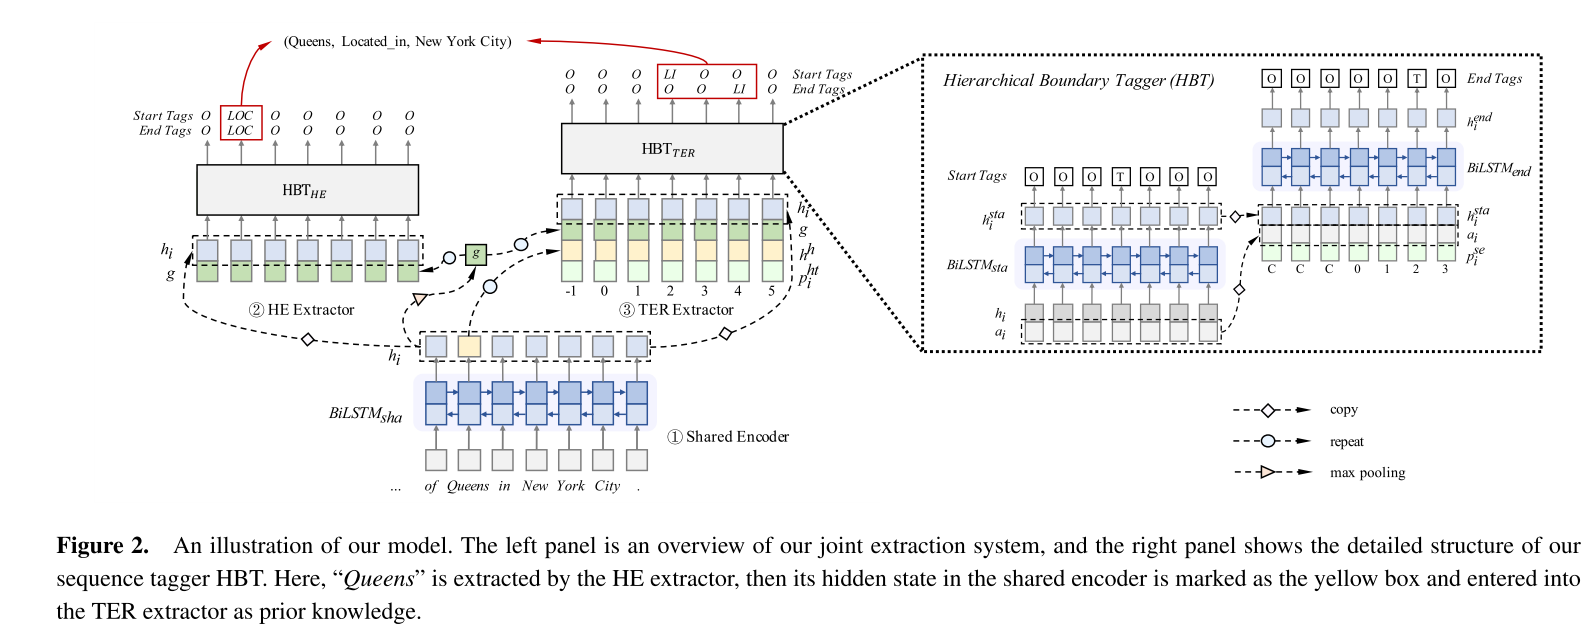 (Queens, Located_in, New York City)
O O O LI O O O Start Tags
O O O O O LI O End Tags
Start Tags O LOC O O O O O
End Tags O LOC O O O O O
HBT_TER
HBT_HE
h_i
g
g
h_i
g
h^h
p_i^ht
-1 0 1 2 3 4 5
② HE Extractor
③ TER Extractor
h_i
BiLSTM_sha
① Shared Encoder
... of Queens in New York City .
Hierarchical Boundary Tagger (HBT)
O O O O O T O End Tags
h_i^end
BiLSTM_end
Start Tags O O O T O O O
h_i^sta
h_i^sta
a_i
p_i^se
C C C 0 1 2 3
BiLSTM_sta
h_i
a_i
copy
repeat
max pooling
Figure 2. An illustration of our model. The left panel is an overview of our joint extraction system, and the right panel shows the detailed structure of our
sequence tagger HBT. Here, “Queens” is extracted by the HE extractor, then its hidden state in the shared encoder is marked as the yellow box and entered into
the TER extractor as prior knowledge.